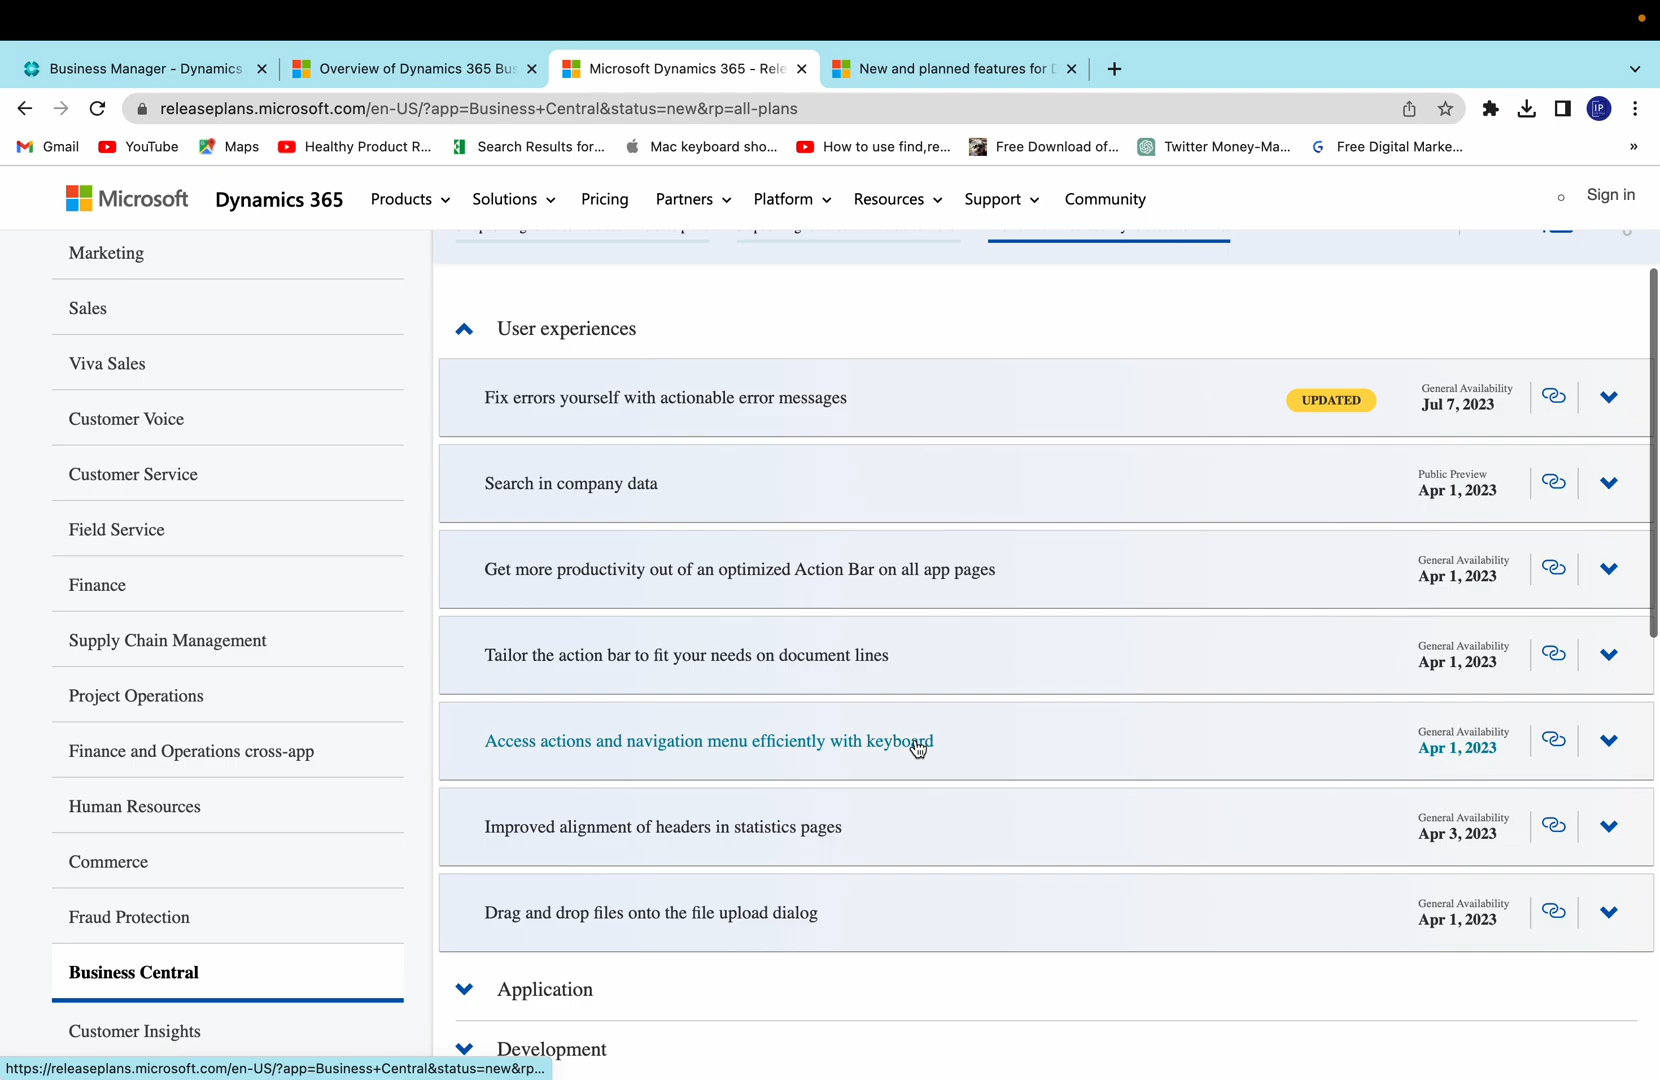 Business Manager - Dynamics
Overview of Dynamics 365 Bus
Microsoft Dynamics 365 - Rele
New and planned features for D
releaseplans.microsoft.com/en-US/?app=Business+Central&status=new&rp=all-plans
IP
Gmail
YouTube
Maps
Healthy Product R...
Search Results for...
Mac keyboard sho...
How to use find,re...
Free Download of...
Twitter Money-Ma...
G
Free Digital Marke...
»
Microsoft
Dynamics 365
Products
Solutions
Pricing
Partners
Platform
Resources
Support
Community
Sign in
Marketing
Sales
Viva Sales
Customer Voice
Customer Service
Field Service
Finance
Supply Chain Management
Project Operations
Finance and Operations cross-app
Human Resources
Commerce
Fraud Protection
Business Central
Customer Insights
User experiences
Fix errors yourself with actionable error messages
UPDATED
General Availability
Jul 7, 2023
Search in company data
Public Preview
Apr 1, 2023
Get more productivity out of an optimized Action Bar on all app pages
General Availability
Apr 1, 2023
Tailor the action bar to fit your needs on document lines
General Availability
Apr 1, 2023
Access actions and navigation menu efficiently with keyboard
General Availability
Apr 1, 2023
Improved alignment of headers in statistics pages
General Availability
Apr 3, 2023
Drag and drop files onto the file upload dialog
General Availability
Apr 1, 2023
Application
Development
https://releaseplans.microsoft.com/en-US/?app=Business+Central&status=new&rp...